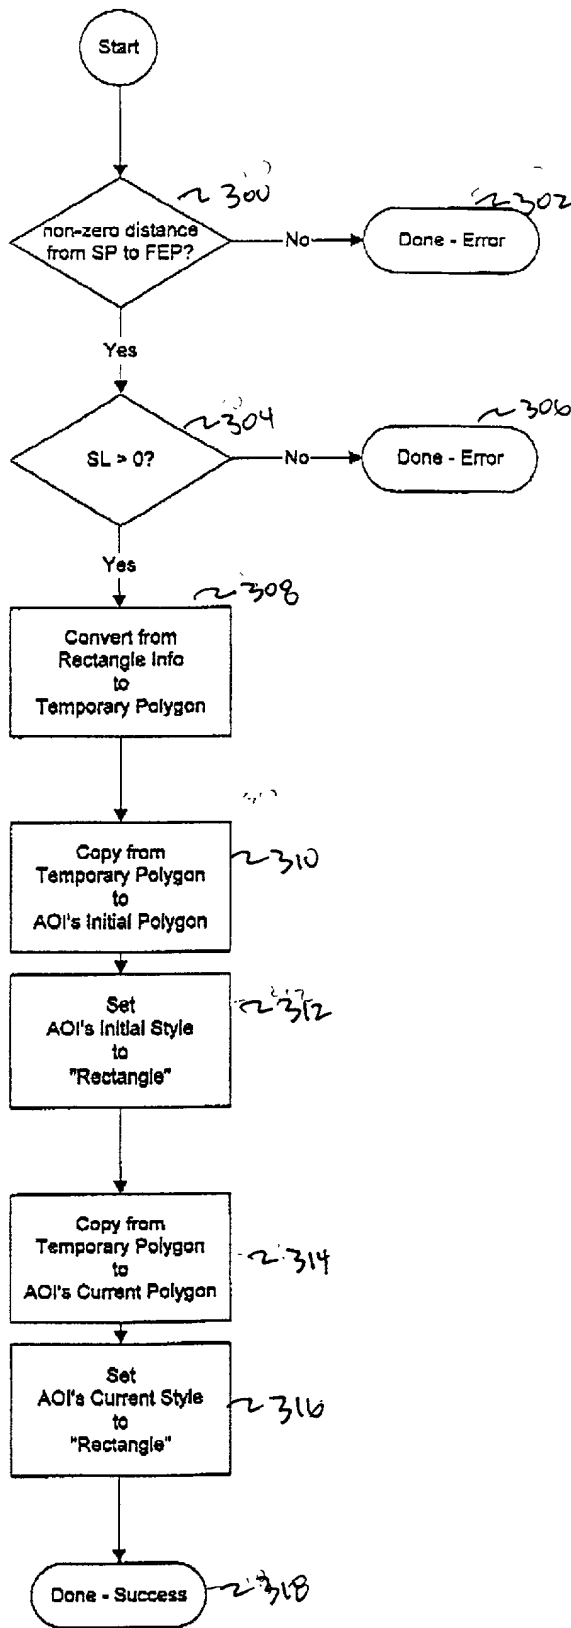 Start
300
302
non-zero distance
from SP to FEP?
No
Done - Error
Yes
304
306
SL > 0?
No
Done - Error
Yes
308
Convert from
Rectangle Info
to
Temporary Polygon
Copy from
Temporary Polygon
to
AOI's Initial Polygon
310
Set
AOI's Initial Style
to
"Rectangle"
312
Copy from
Temporary Polygon
to
AOI's Current Polygon
314
Set
AOI's Current Style
to
"Rectangle"
316
Done - Success
318